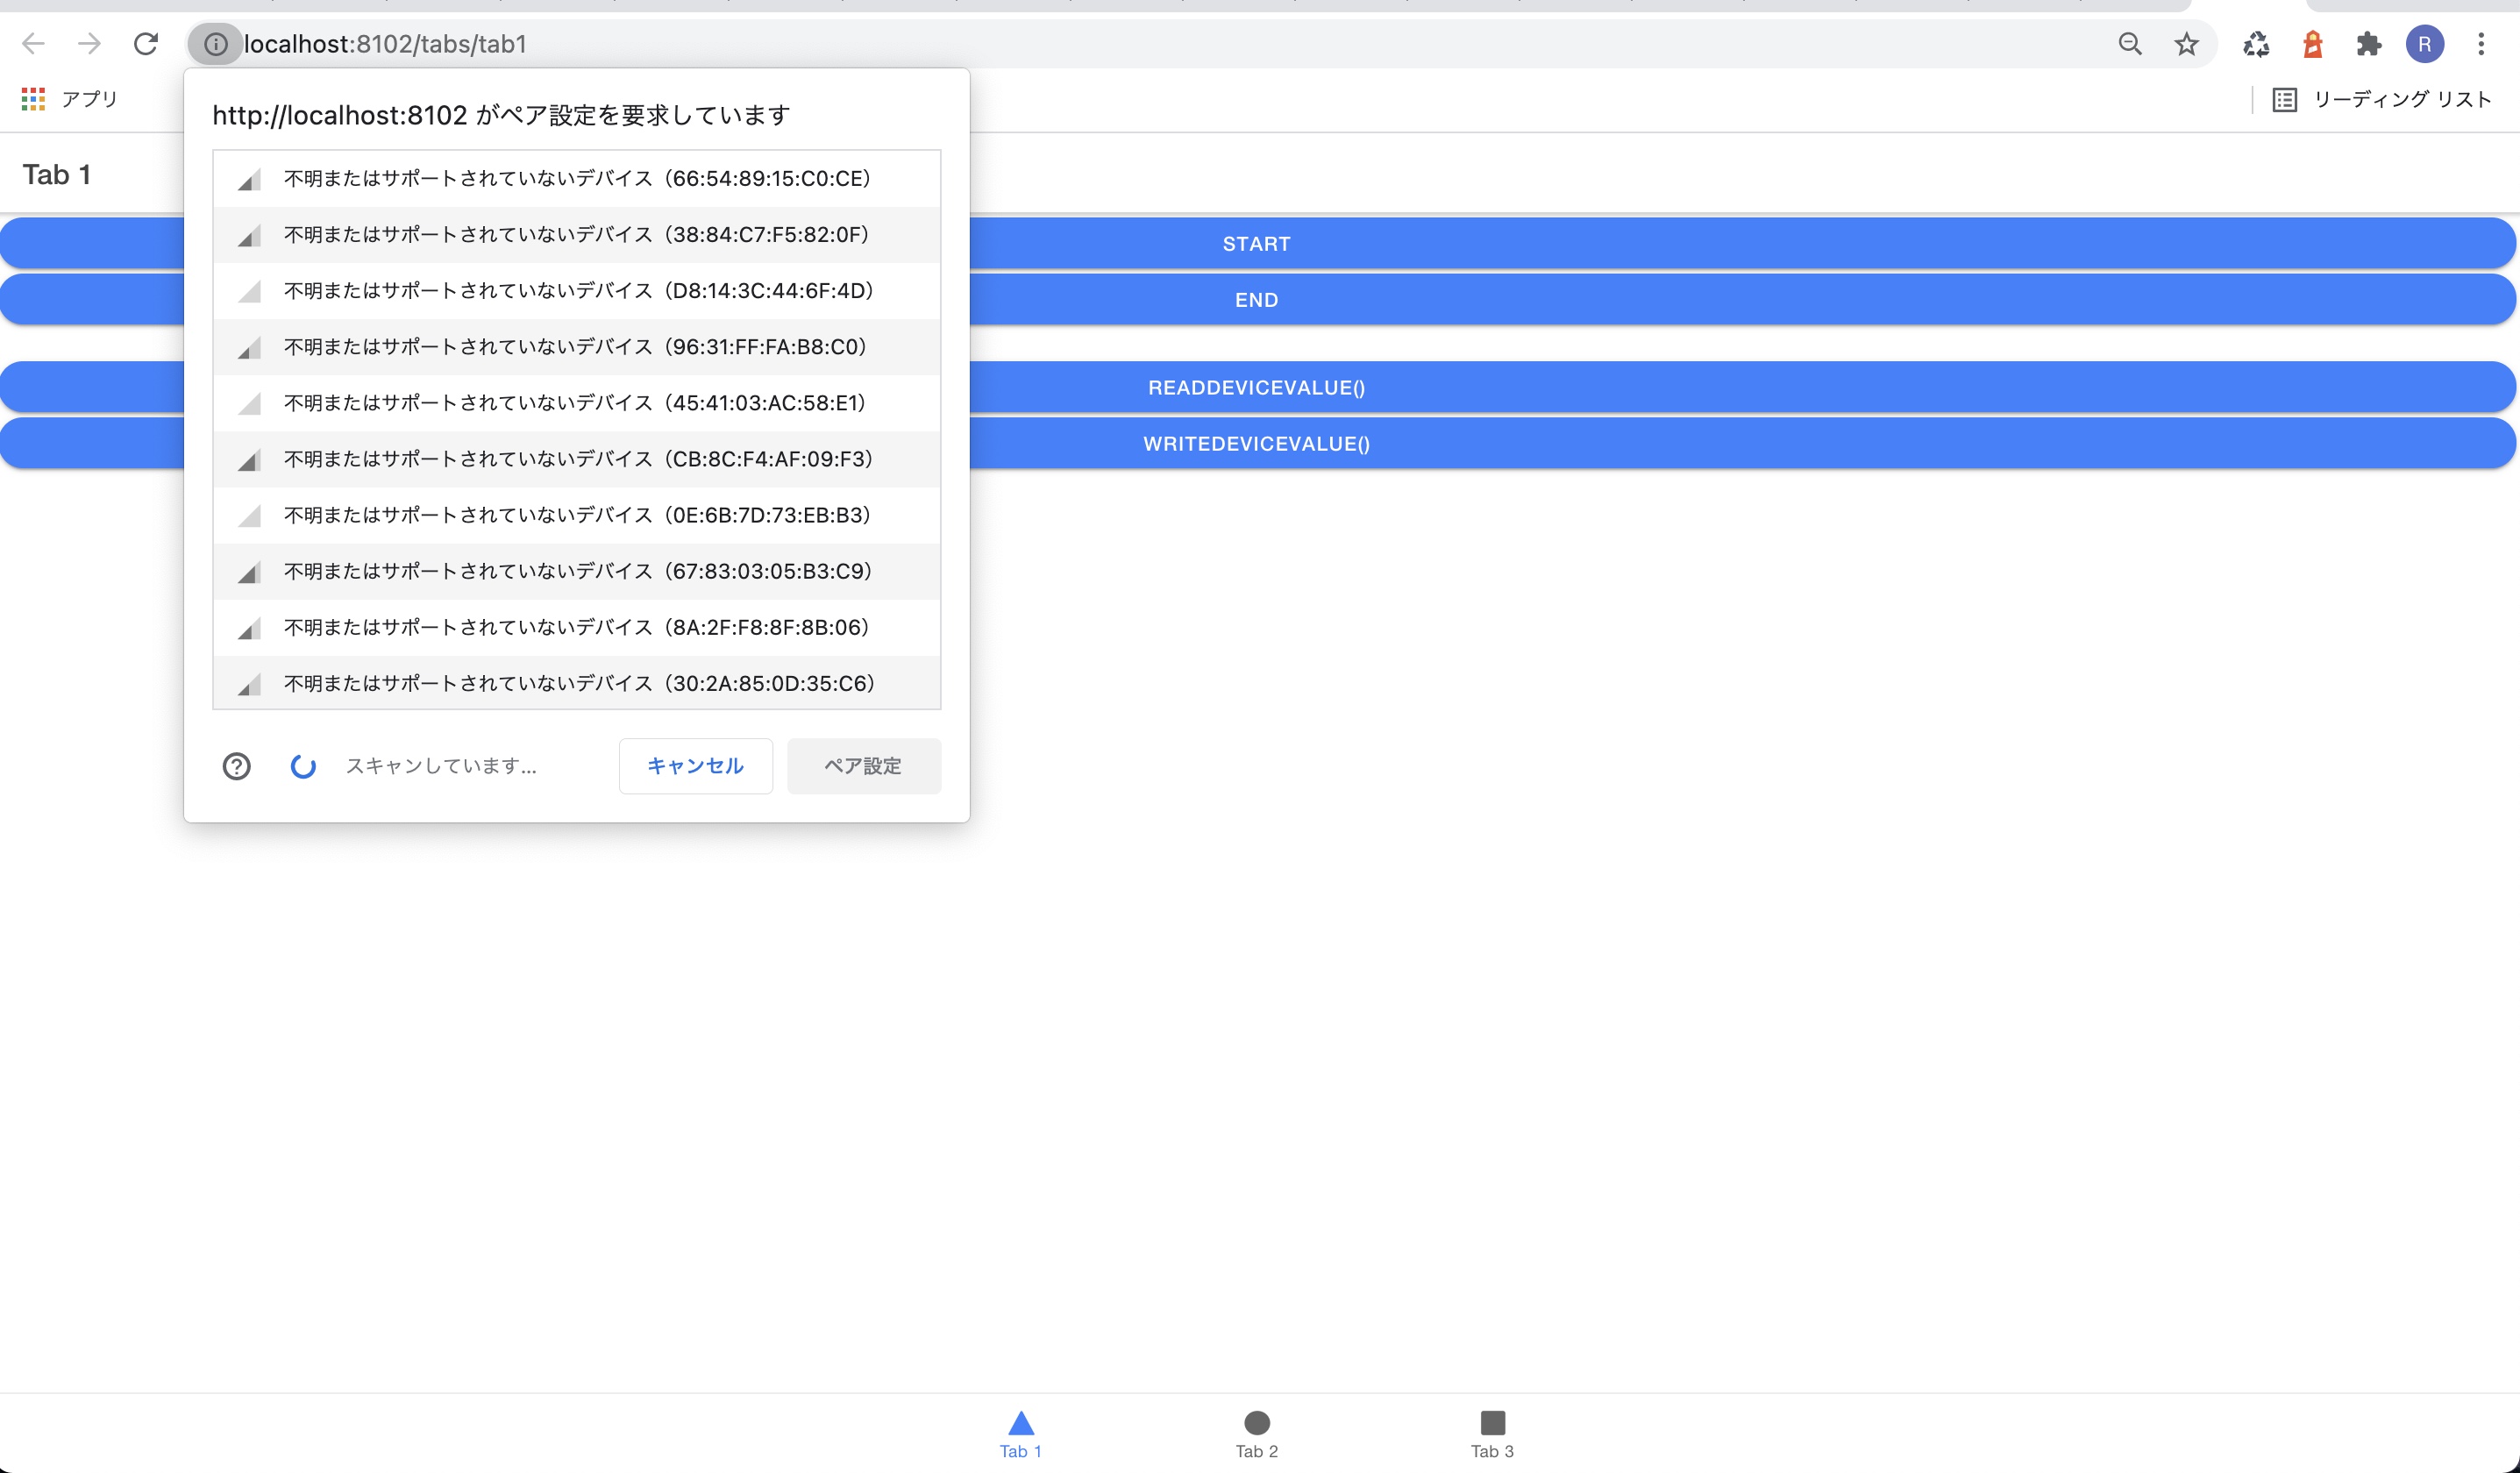 localhost:8102/tabs/tab1
R
アプリ
リーディング リスト
http://localhost:8102 がペア設定を要求しています
不明またはサポートされていないデバイス（66:54:89:15:C0:CE）
不明またはサポートされていないデバイス（38:84:C7:F5:82:0F）
不明またはサポートされていないデバイス（D8:14:3C:44:6F:4D）
不明またはサポートされていないデバイス（96:31:FF:FA:B8:C0）
不明またはサポートされていないデバイス（45:41:03:AC:58:E1）
不明またはサポートされていないデバイス（CB:8C:F4:AF:09:F3）
不明またはサポートされていないデバイス（0E:6B:7D:73:EB:B3）
不明またはサポートされていないデバイス（67:83:03:05:B3:C9）
不明またはサポートされていないデバイス（8A:2F:F8:8F:8B:06）
不明またはサポートされていないデバイス（30:2A:85:0D:35:C6）
スキャンしています...
キャンセル
ペア設定
Tab 1
START
END
READDEVICEVALUE()
WRITEDEVICEVALUE()
Tab 1
Tab 2
Tab 3